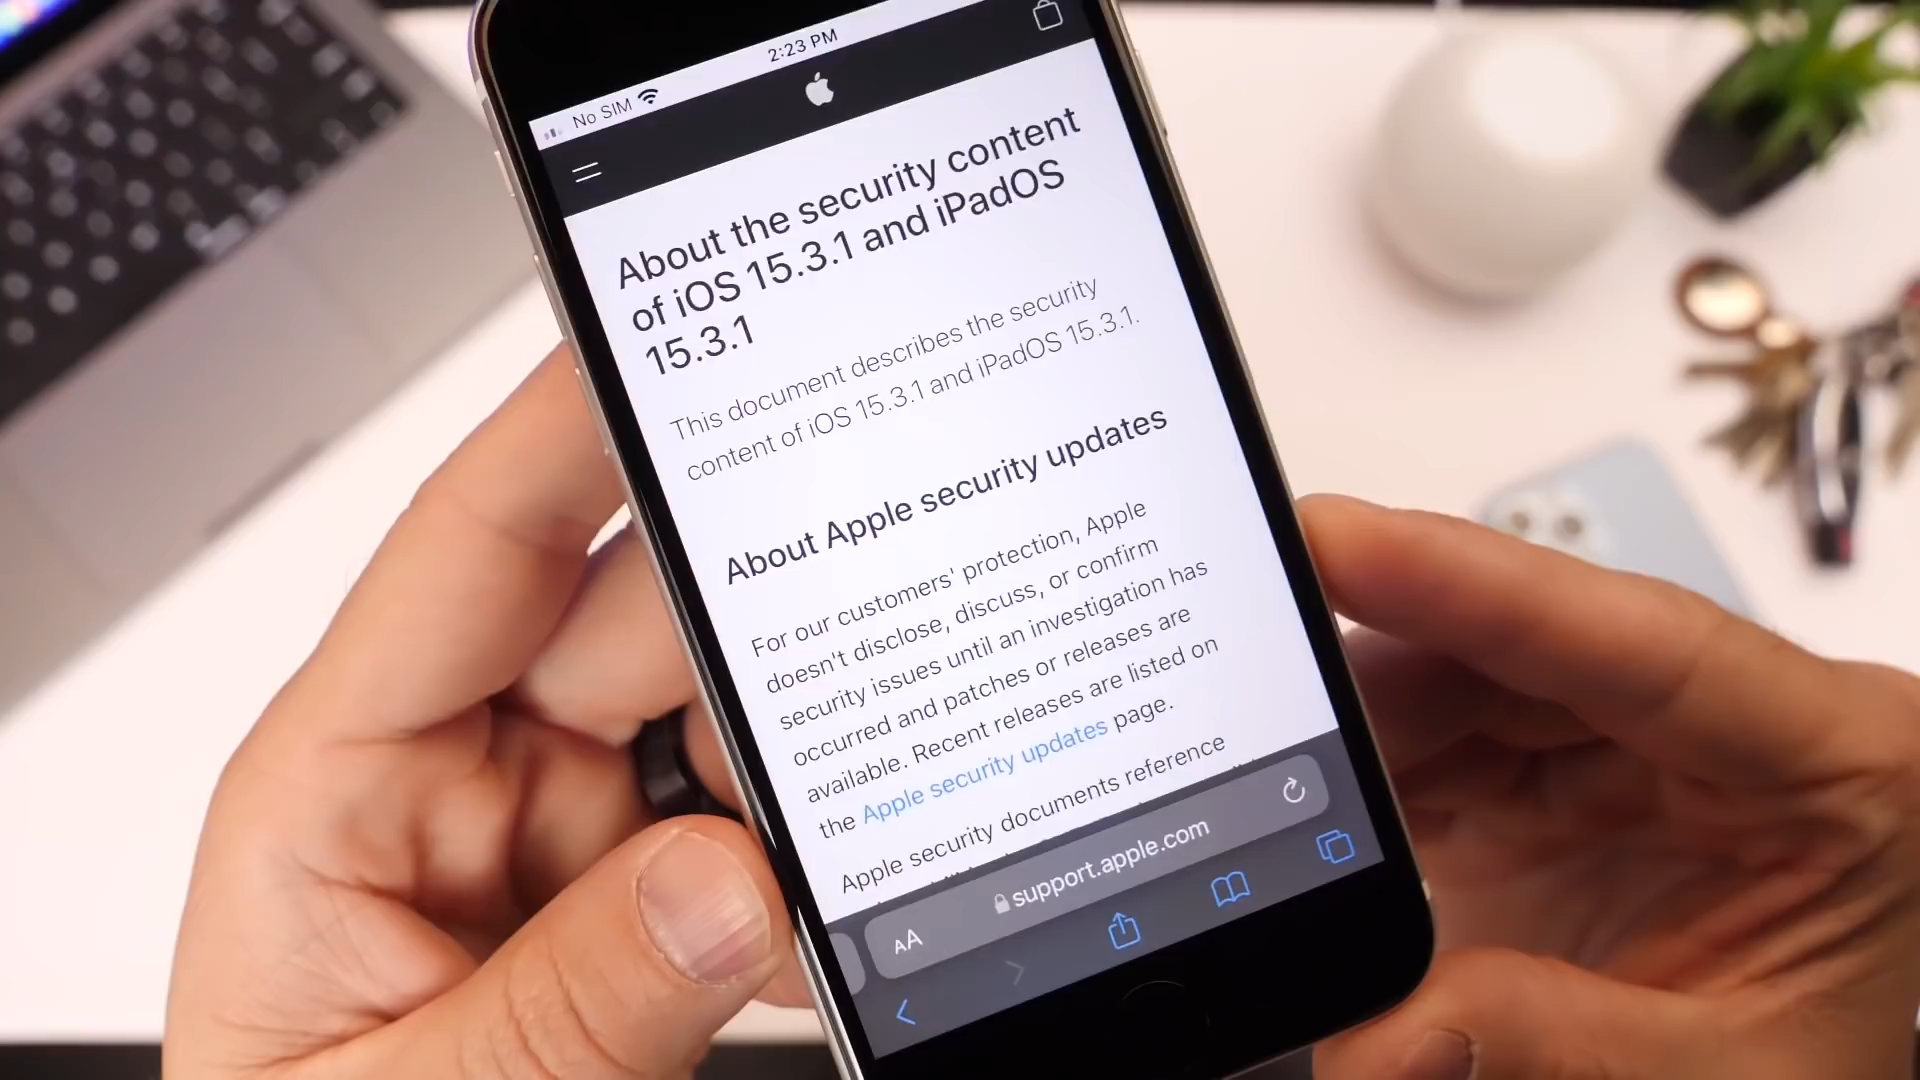 No SIM 2:23 PM
About the security content
of iOS 15.3.1 and iPadOS
15.3.1
This document describes the security
content of iOS 15.3.1 and iPadOS 15.3.1.
About Apple security updates
For our customers' protection, Apple
doesn't disclose, discuss, or confirm
security issues until an investigation has
occurred and patches or releases are
available. Recent releases are listed on
the Apple security updates page.
Apple security documents reference
AA support.apple.com